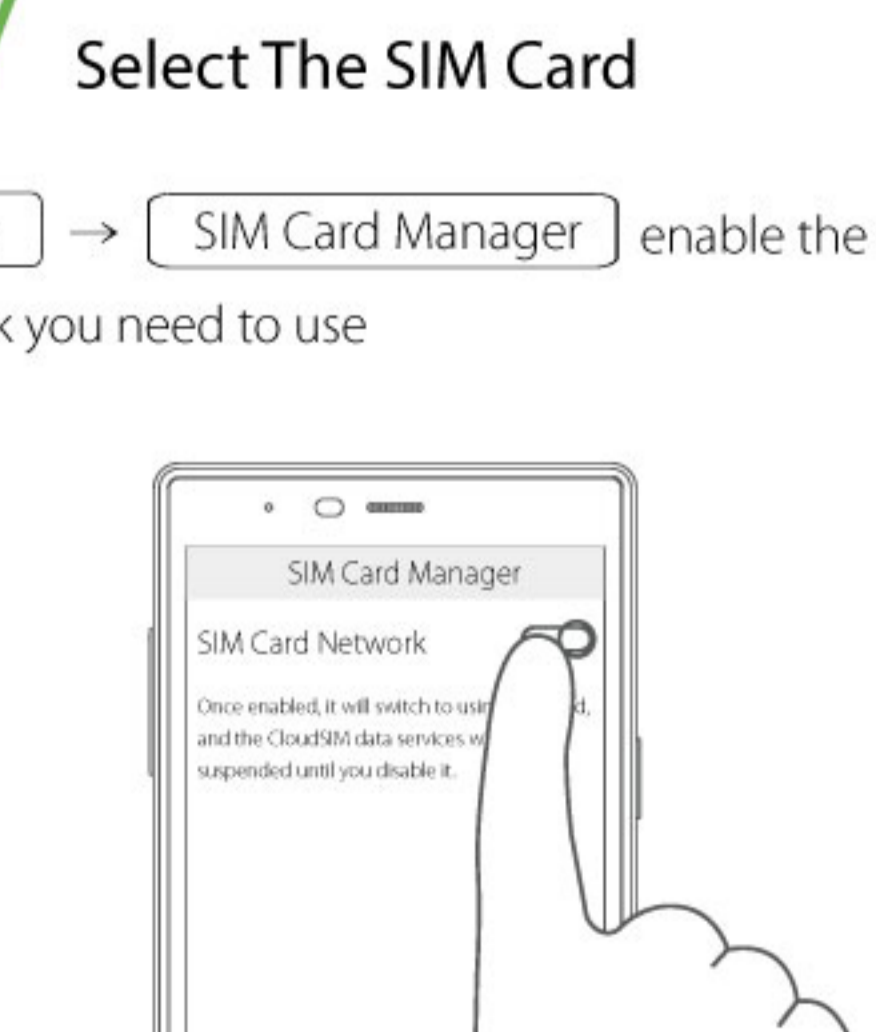 Select The SIM Card
→ SIM Card Manager enable the
you need to use
SIM Card Manager
SIM Card Network
Once enabled, it will switch to
and the CloudSIM data services
suspended until you disable it.